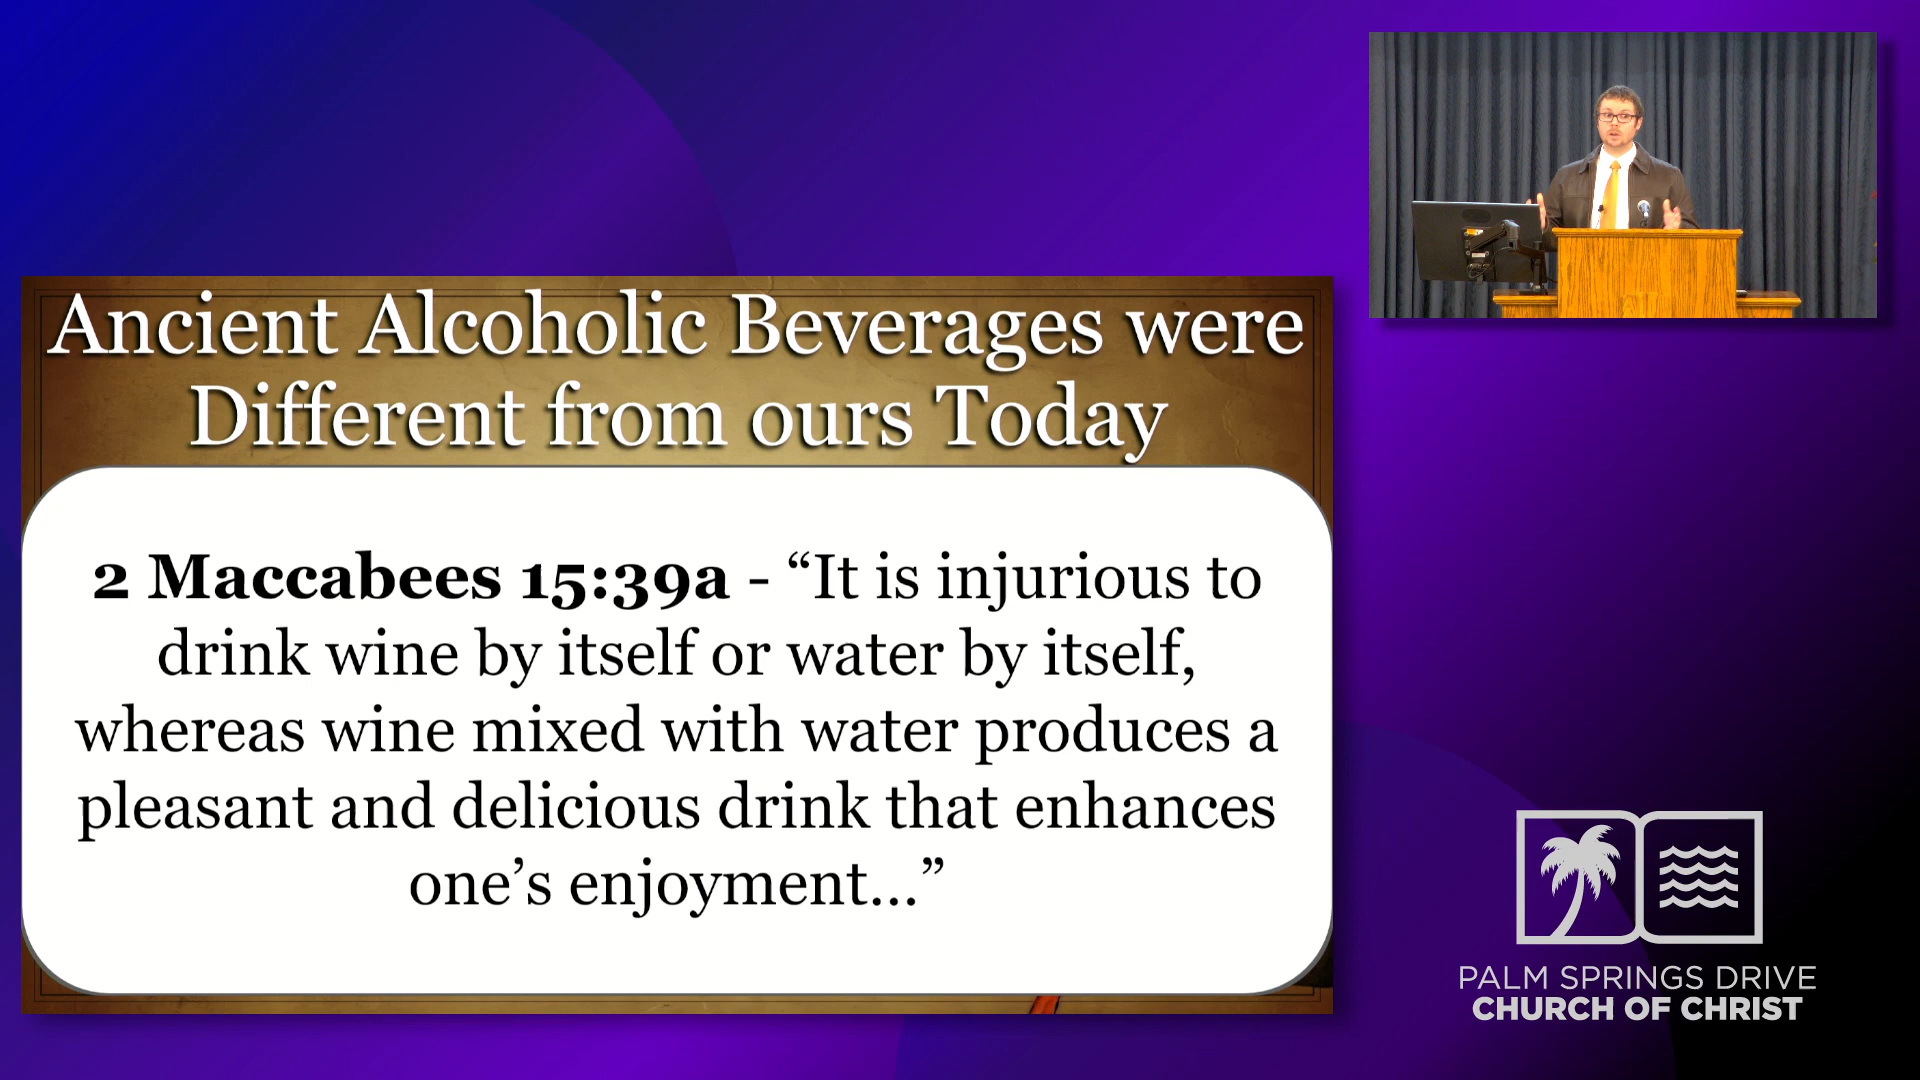 Ancient Alcoholic Beverages were
Different from ours Today
2 Maccabees 15:39a - “It is injurious to
drink wine by itself or water by itself,
whereas wine mixed with water produces a
pleasant and delicious drink that enhances
one’s enjoyment...”
PALM SPRINGS DRIVE
CHURCH OF CHRIST